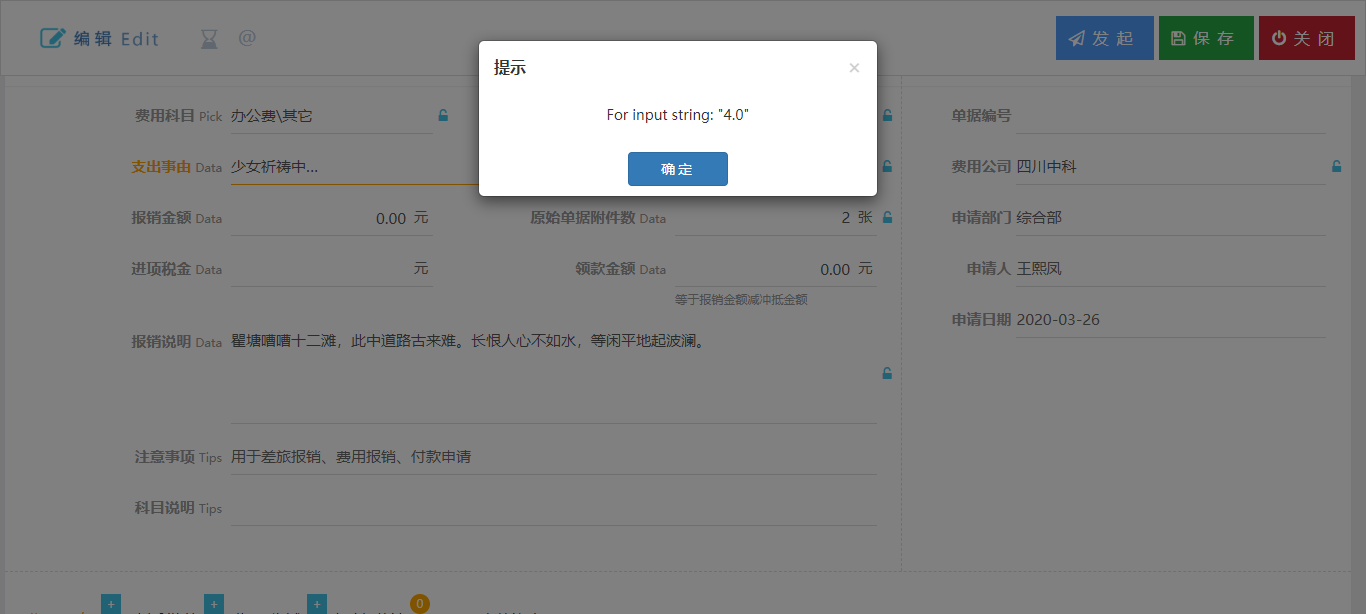 编辑 Edit
@
发起
保存
关闭
提示
×
For input string: "4.0"
确定
费用科目 Pick 办公费\其它
支出事由 Data 少女祈祷中...
报销金额 Data 0.00 元
原始单据附件数 Data 2 张
进项税金 Data 元
领款金额 Data 0.00 元
等于报销金额减冲抵金额
报销说明 Data 瞿塘嘈嘈十二滩，此中道路古来难。长恨人心不如水，等闲平地起波澜。
注意事项 Tips 用于差旅报销、费用报销、付款申请
科目说明 Tips
单据编号
费用公司 四川中科
申请部门 综合部
申请人 王熙凤
申请日期 2020-03-26
+ + + 0